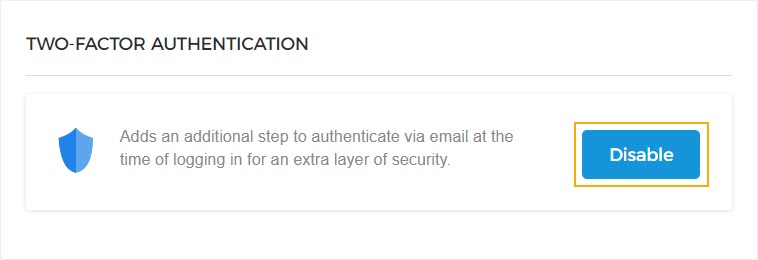 TWO-FACTOR AUTHENTICATION
Adds an additional step to authenticate via email at the
time of logging in for an extra layer of security.
Disable